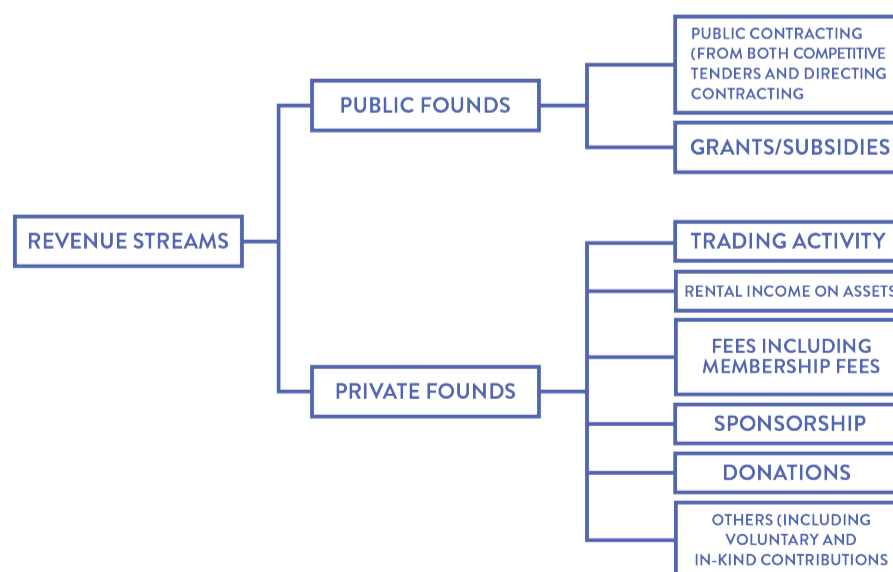 PUBLIC CONTRACTING
(FROM BOTH COMPETITIVE
TENDERS AND DIRECTING
CONTRACTING
PUBLIC FOUNDS
GRANTS/SUBSIDIES
REVENUE STREAMS
TRADING ACTIVITY
RENTAL INCOME ON ASSETS
FEES INCLUDING
MEMBERSHIP FEES
PRIVATE FOUNDS
SPONSORSHIP
DONATIONS
OTHERS (INCLUDING
VOLUNTARY AND
IN-KIND CONTRIBUTIONS